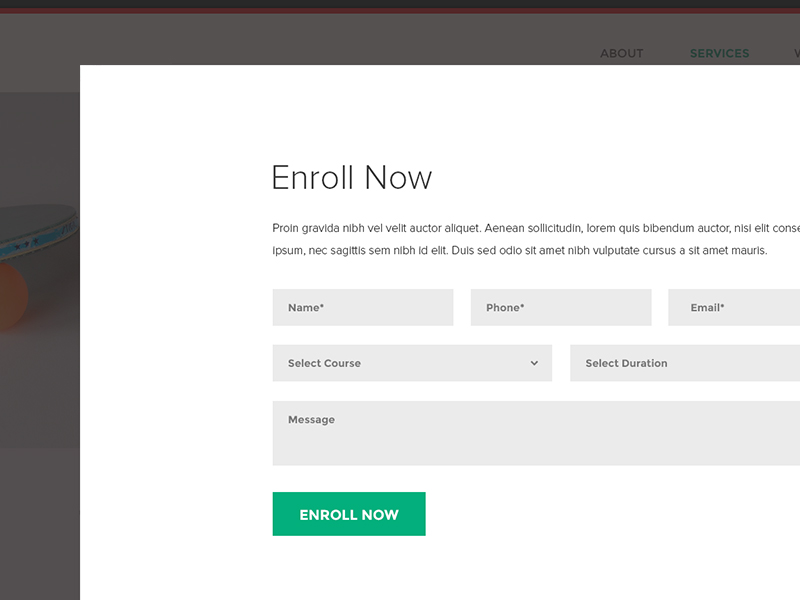 ABOUT SERVICES
Enroll Now
Proin gravida nibh vel velit auctor aliquet. Aenean sollicitudin, lorem quis bibendum auctor, nisi elit conse
ipsum, nec sagittis sem nibh id elit. Duis sed odio sit amet nibh vulputate cursus a sit amet mauris.
Name* Phone* Email*
Select Course Select Duration
Message
ENROLL NOW